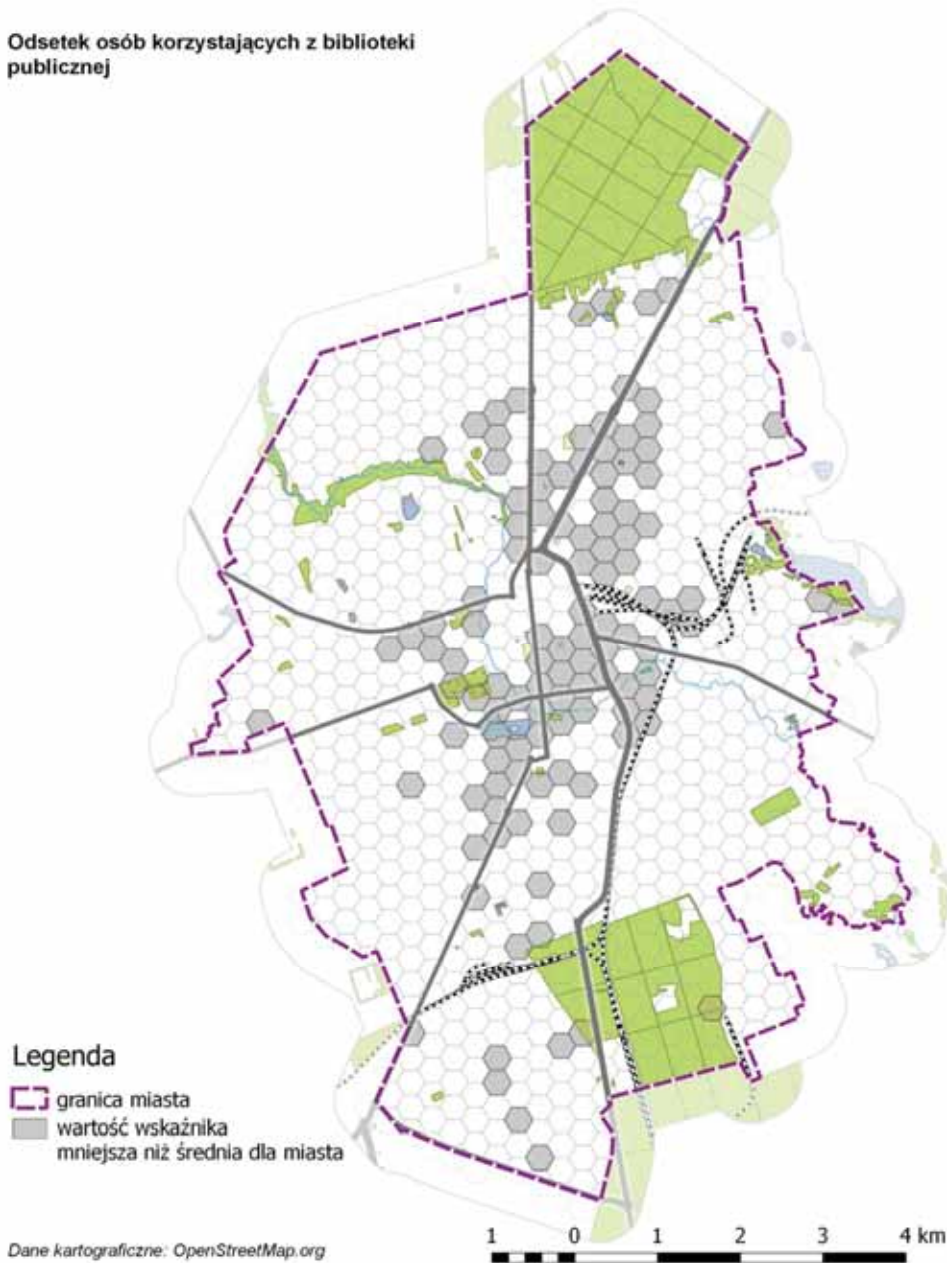 Odsetek osób korzystających z biblioteki
publicznej
Legenda
granica miasta
wartość wskaźnika
mniejsza niż średnia dla miasta
Dane kartograficzne: OpenStreetMap.org
1 0 1 2 3 4 km